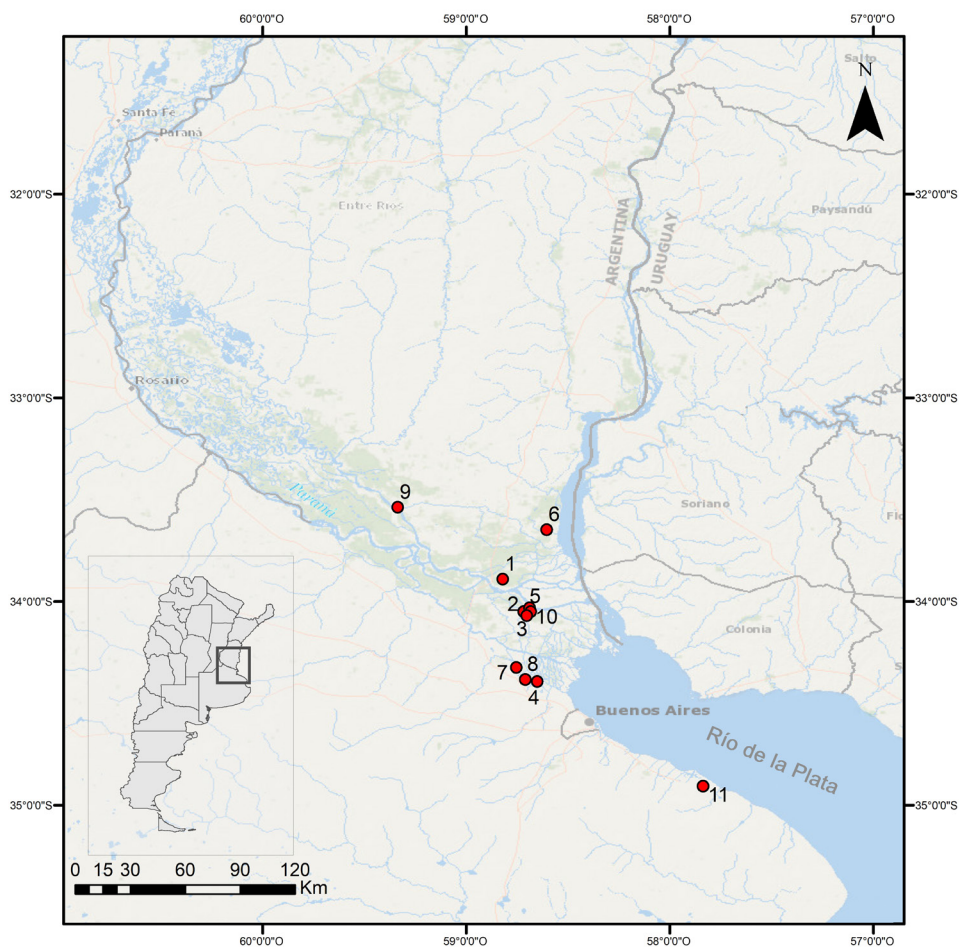 60°0'0"O 59°0'0"O 58°0'0"O 57°0'0"O
Salto
N
Santa Fe
Paraná
32°0'0"S 32°0'0"S
Entre Ríos
ARGENTINA
URUGUAY
Paysandú
33°0'0"S 33°0'0"S
Rosario
Paraná
9
6
Soriano
1
34°0'0"S 34°0'0"S
5
2
10
3
Colonia
8
7
4
Buenos Aires
Río de la Plata
11
35°0'0"S 35°0'0"S
0 15 30 60 90 120
Km
60°0'0"O 59°0'0"O 58°0'0"O 57°0'0"O